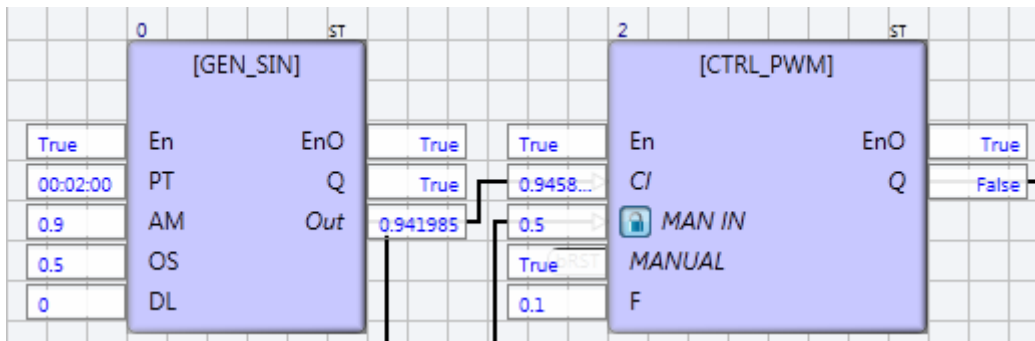 0 ST
[GEN_SIN]
True En EnO True
00:02:00 PT Q True
0.9 AM Out 0.941985
0.5 OS
0 DL
2 ST
[CTRL_PWM]
True En EnO True
0.9458... CI Q False
0.5 MAN IN
True RST MANUAL
0.1 F